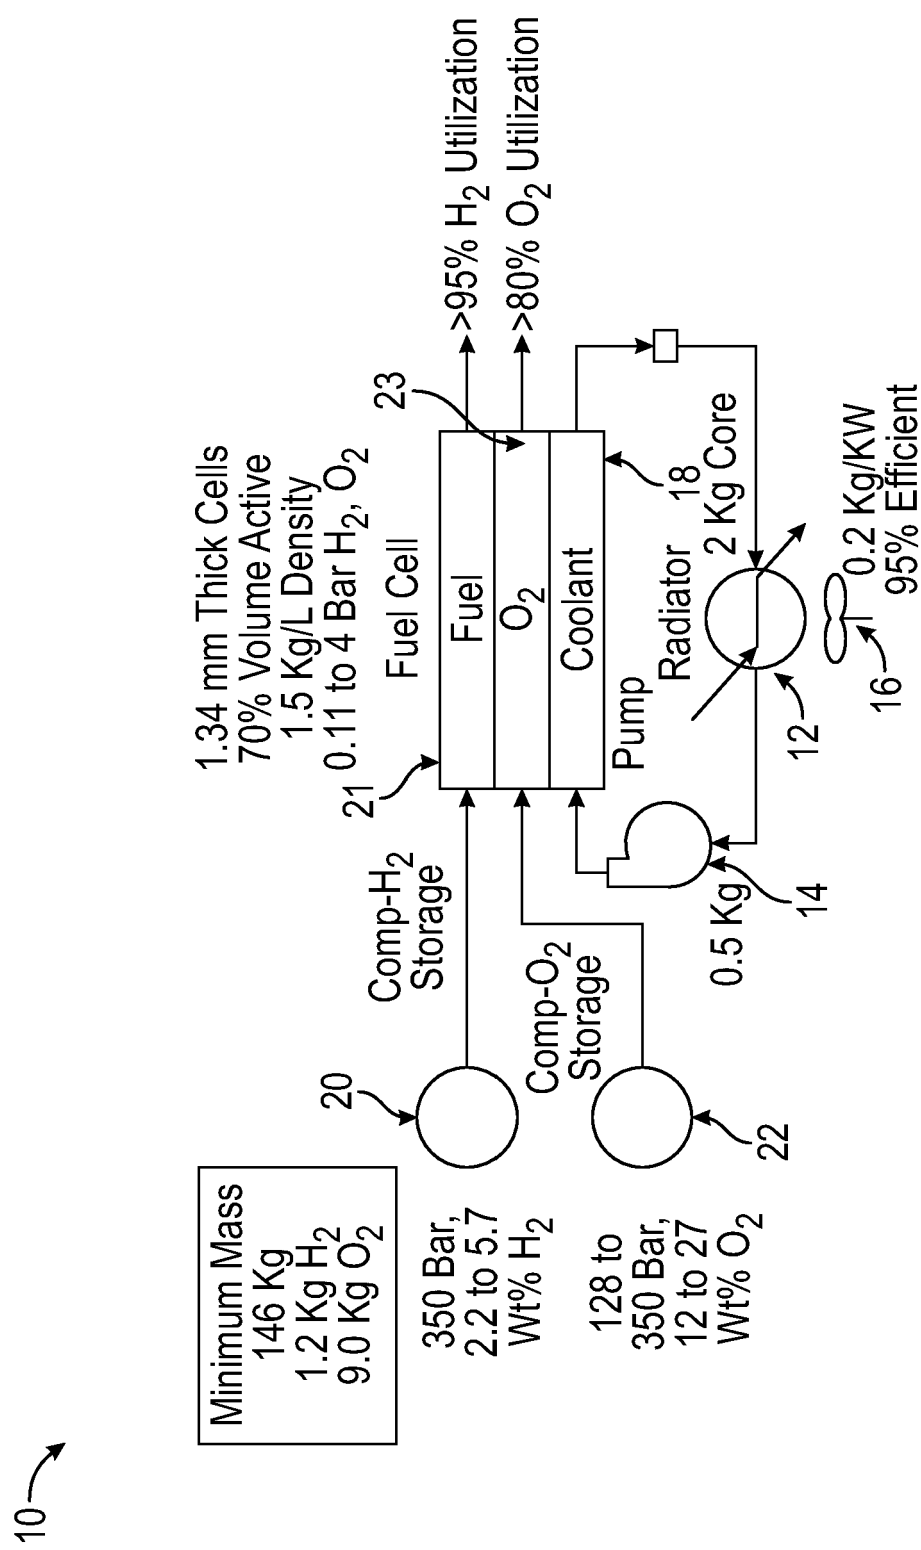 10
Minimum Mass
146 Kg
1.2 Kg H2
9.0 Kg O2
350 Bar,
2.2 to 5.7
Wt% H2
128 to
350 Bar,
12 to 27
Wt% O2
20
22
Comp-H2
Storage
Comp-O2
Storage
1.34 mm Thick Cells
70% Volume Active
1.5 Kg/L Density
0.11 to 4 Bar H2, O2
21
Fuel Cell
23
Fuel
O2
Coolant
>95% H2 Utilization
>80% O2 Utilization
18
Pump
0.5 Kg
14
Radiator
2 Kg Core
12
16
0.2 Kg/KW
95% Efficient